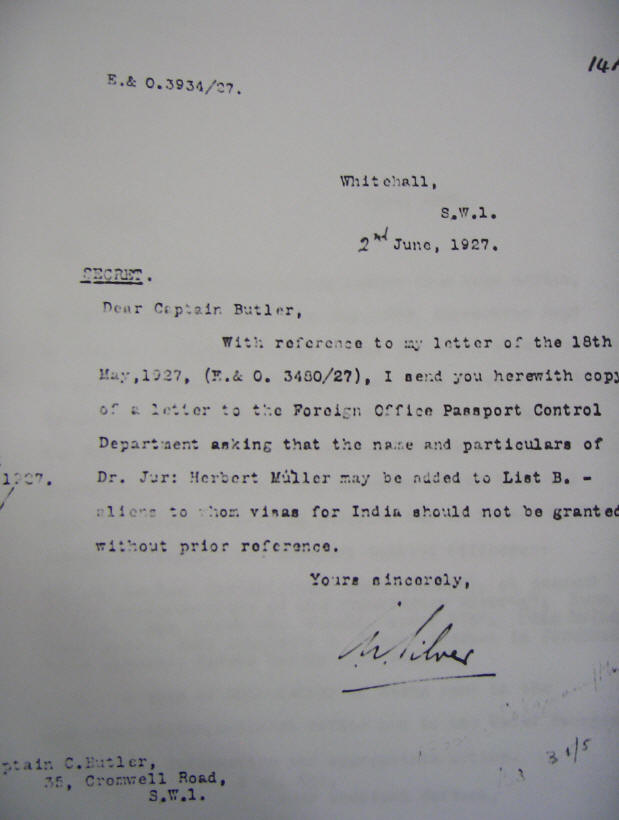 14
E.& O.3934/27.
Whitehall,
S.W.1.
2nd June, 1927.
SECRET.
Dear Captain Butler,
With reference to my letter of the 18th
May,1927, (E.& O. 3480/27), I send you herewith copy
of a letter to the Foreign Office Passport Control
Department asking that the name and particulars of
1927. Dr. Jur: Herbert Müller may be added to List B. -
aliens to whom visas for India should not be granted
without prior reference.
Yours sincerely,
Silver
31/5
ptain C.Butler,
35, Cromwell Road,
S.W.1.